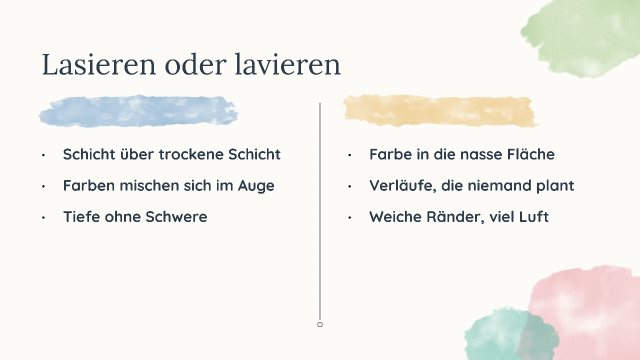 Lasieren oder lavieren
· Schicht über trockene Schicht
· Farben mischen sich im Auge
· Tiefe ohne Schwere
· Farbe in die nasse Fläche
· Verläufe, die niemand plant
· Weiche Ränder, viel Luft